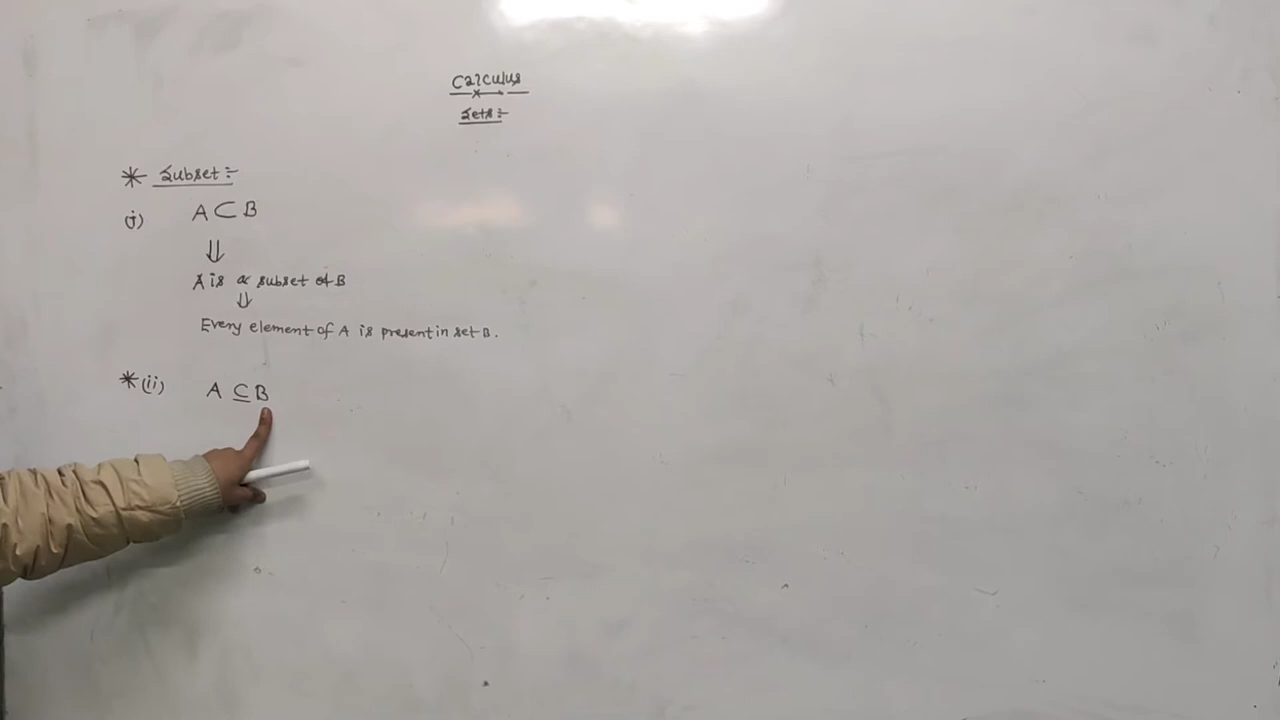 Calculus
Sets :-
* Subset :-
(i) A ⊂ B
⇓
A is a subset of B
⇓
Every element of A is present in set B.
* (ii) A ⊆ B